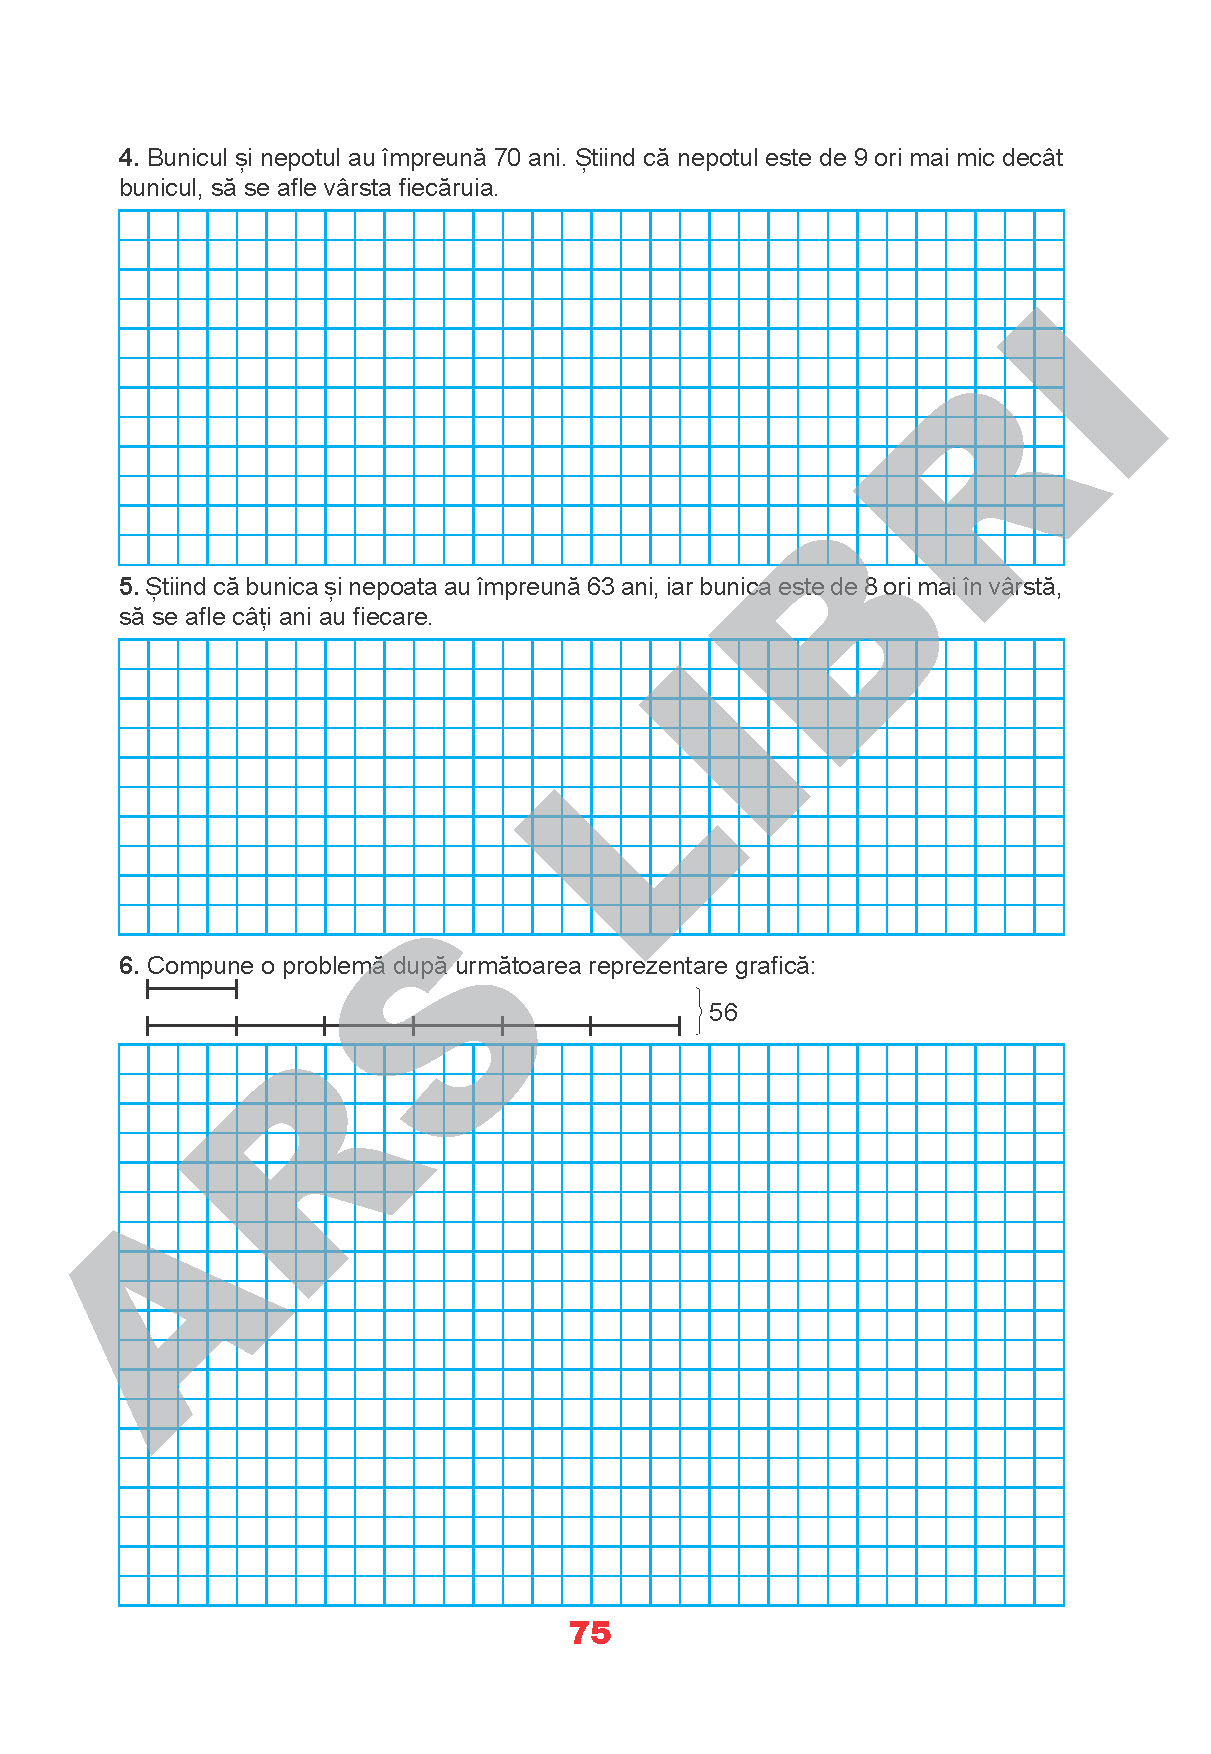 4. Bunicul și nepotul au împreună 70 ani. Știind că nepotul este de 9 ori mai mic decât
bunicul, să se afle vârsta fiecăruia.
5. Știind că bunica și nepoata au împreună 63 ani, iar bunica este de 8 ori mai în vârstă,
să se afle câți ani au fiecare.
6. Compune o problemă după următoarea reprezentare grafică:
56
ARS LIBRI
75